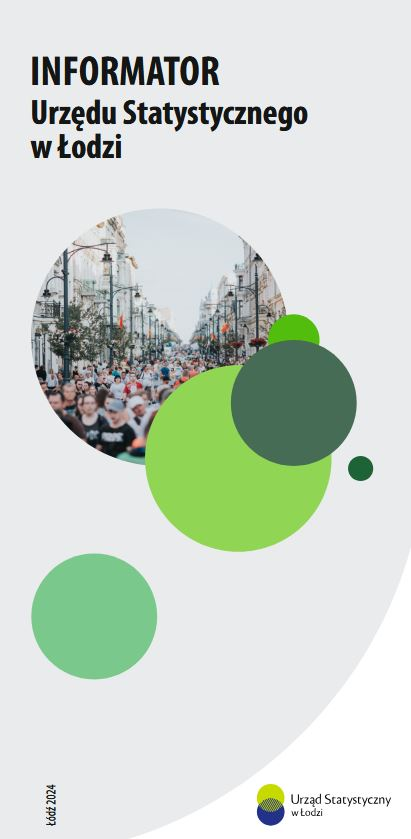 INFORMATOR
Urzędu Statystycznego
w Łodzi
Łódź 2024
Urząd Statystyczny
w Łodzi